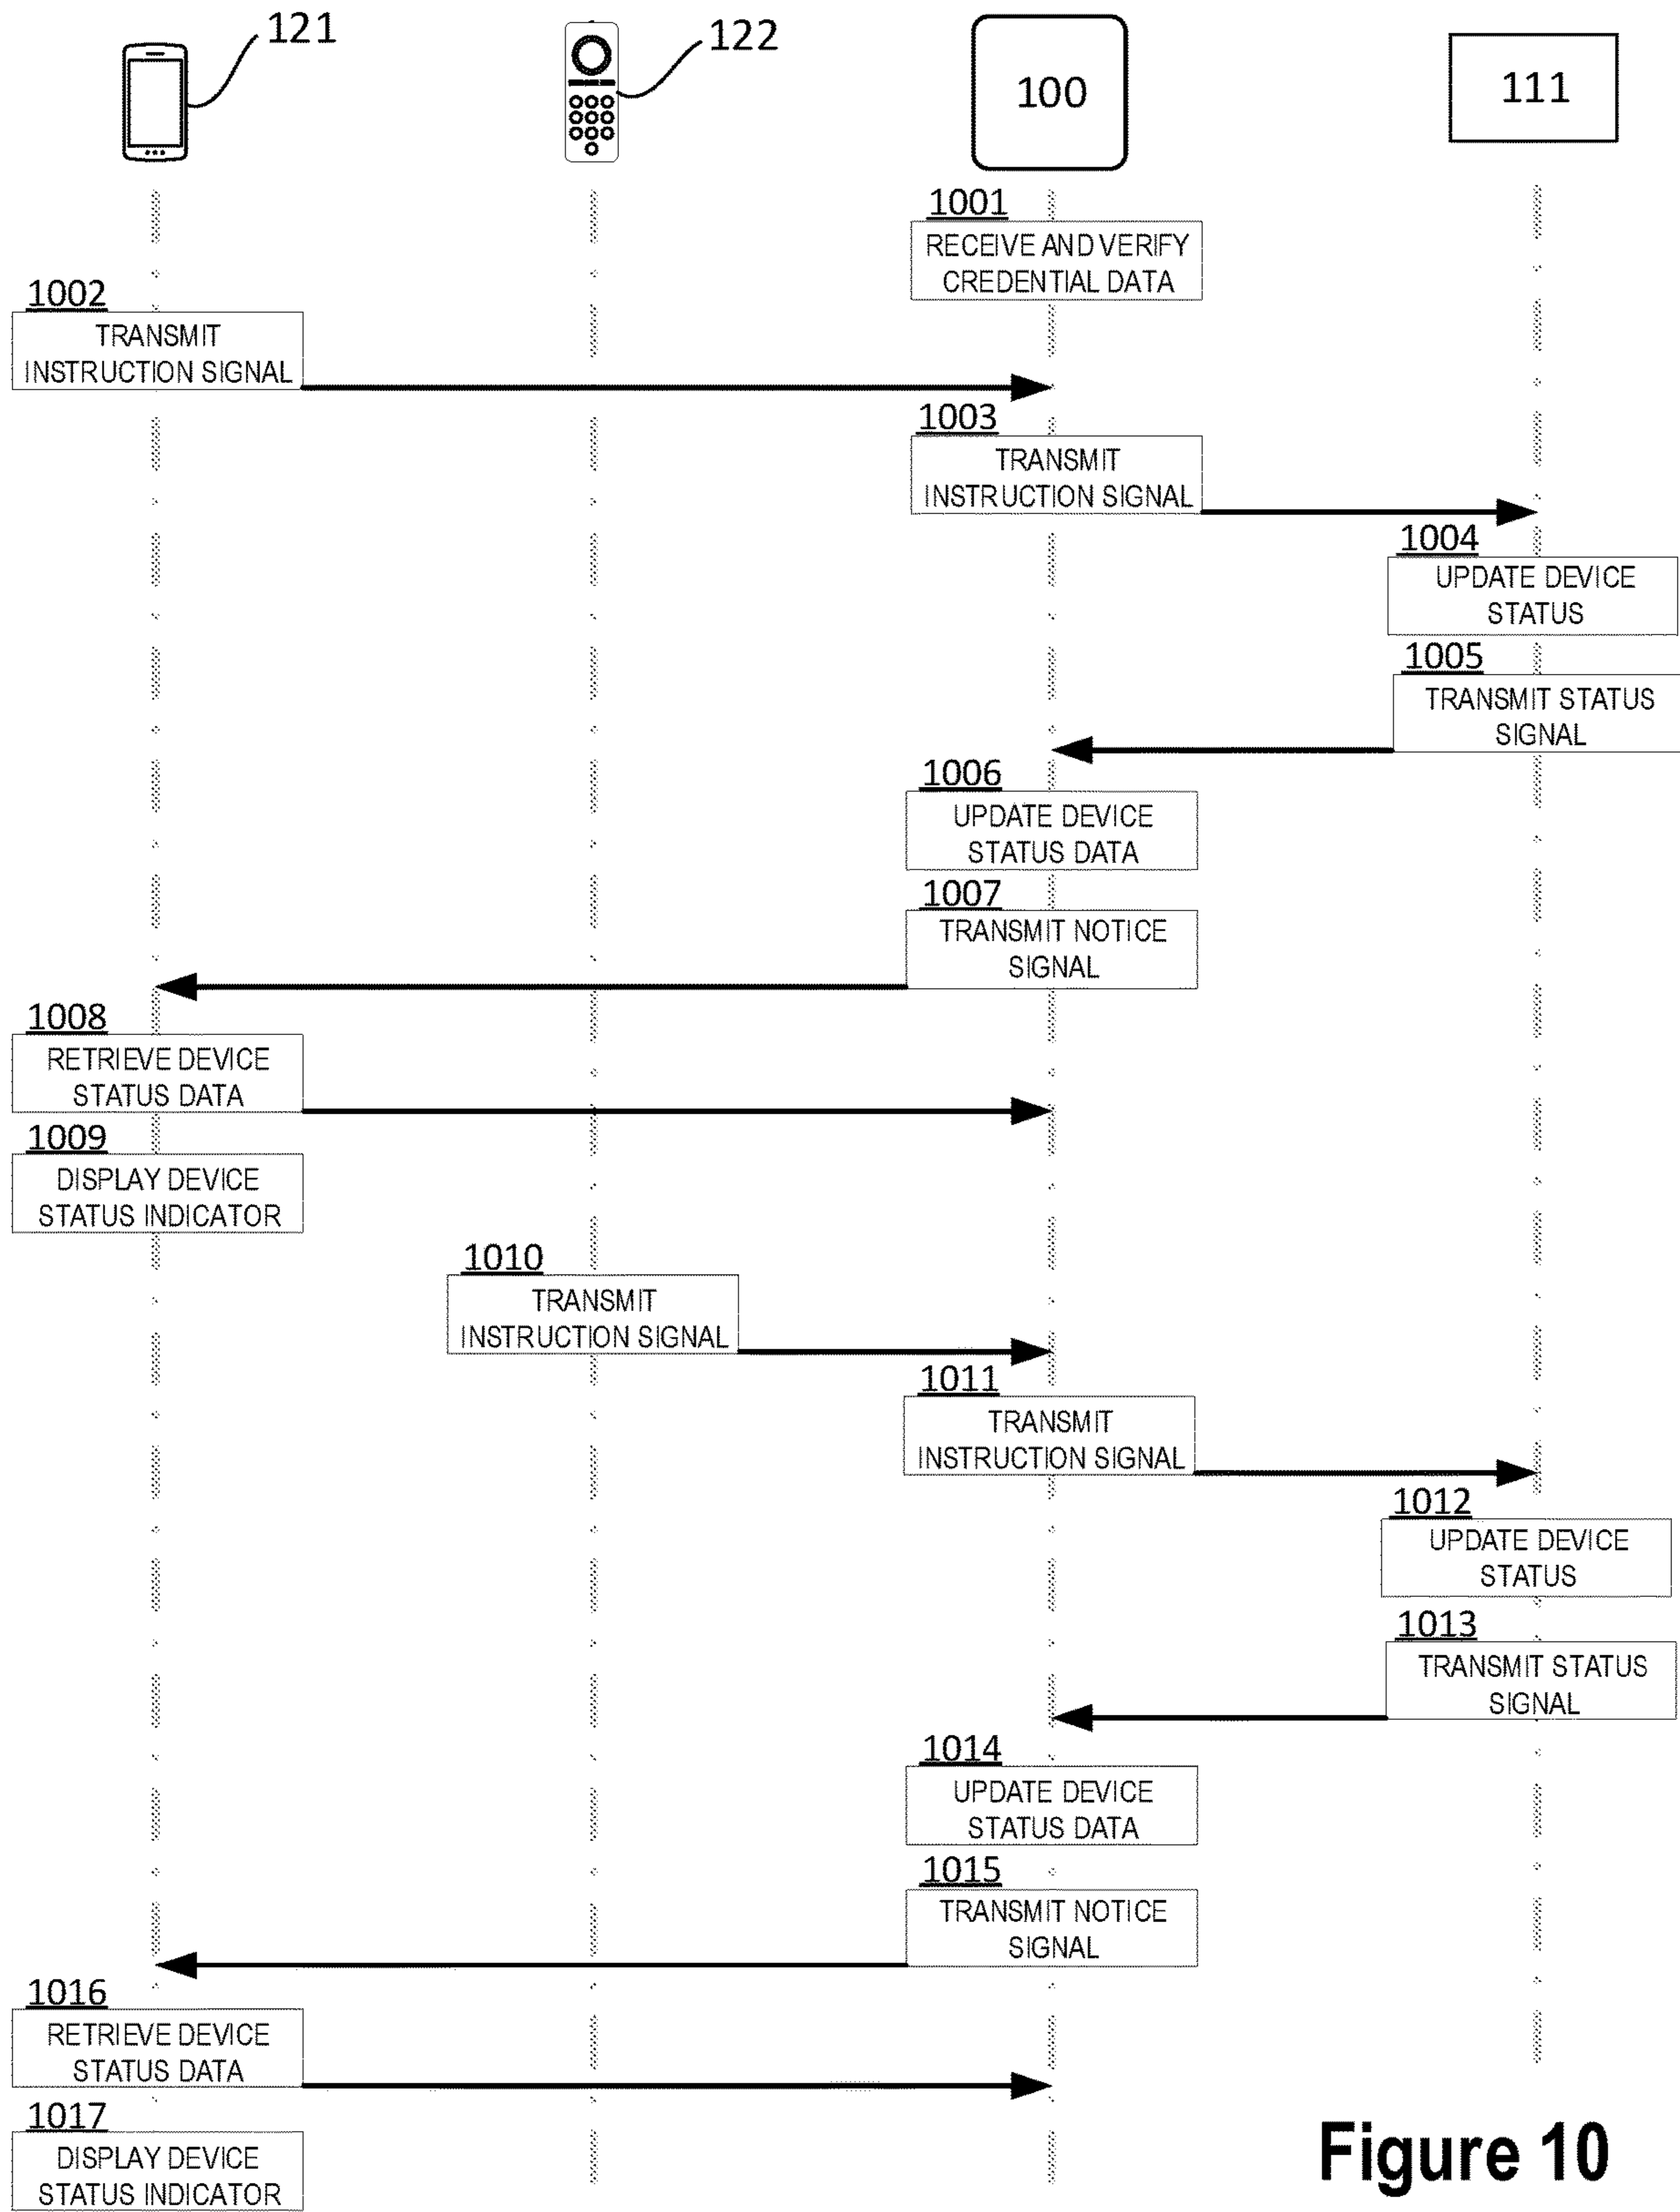 121
122
100
111
1001
RECEIVE AND VERIFY
CREDENTIAL DATA
1002
TRANSMIT
INSTRUCTION SIGNAL
1003
TRANSMIT
INSTRUCTION SIGNAL
1004
UPDATE DEVICE
STATUS
1005
TRANSMIT STATUS
SIGNAL
1006
UPDATE DEVICE
STATUS DATA
1007
TRANSMIT NOTICE
SIGNAL
1008
RETRIEVE DEVICE
STATUS DATA
1009
DISPLAY DEVICE
STATUS INDICATOR
1010
TRANSMIT
INSTRUCTION SIGNAL
1011
TRANSMIT
INSTRUCTION SIGNAL
1012
UPDATE DEVICE
STATUS
1013
TRANSMIT STATUS
SIGNAL
1014
UPDATE DEVICE
STATUS DATA
1015
TRANSMIT NOTICE
SIGNAL
1016
RETRIEVE DEVICE
STATUS DATA
1017
DISPLAY DEVICE
STATUS INDICATOR
Figure 10